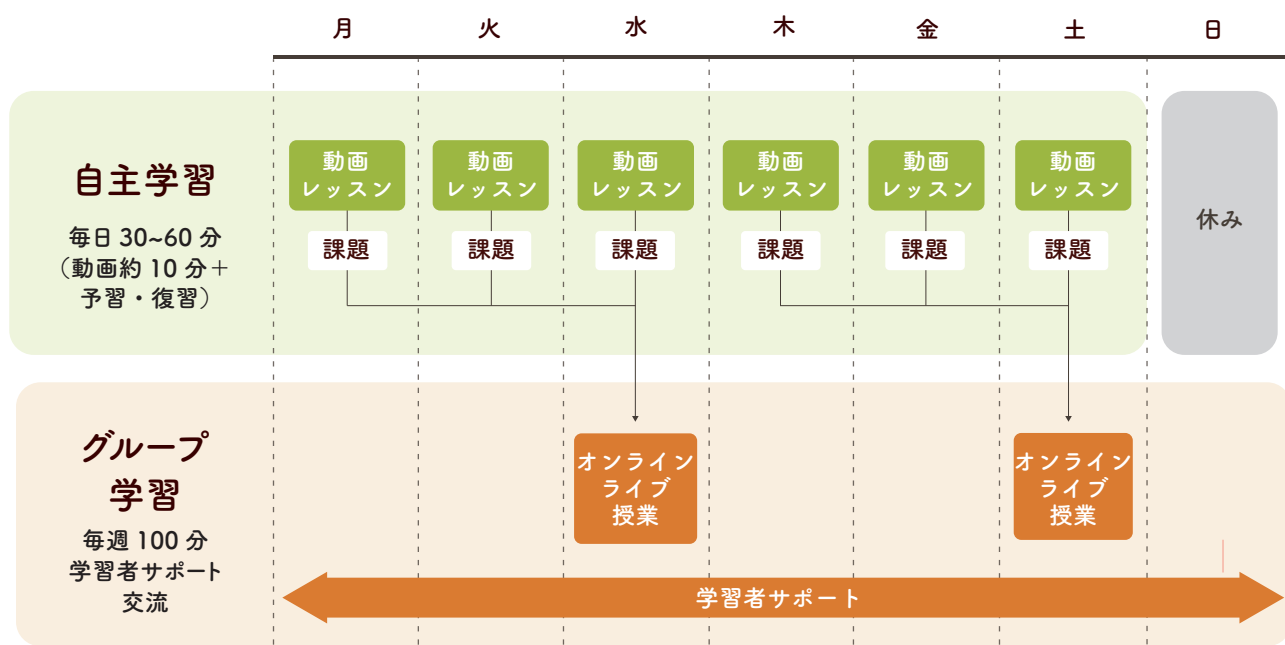 月 火 水 木 金 土 日
自主学習
毎日 30~60 分
（動画約 10 分＋
予習・復習）
動画
レッスン
課題
動画
レッスン
課題
動画
レッスン
課題
動画
レッスン
課題
動画
レッスン
課題
動画
レッスン
課題
休み
グループ
学習
毎週 100 分
学習者サポート
交流
オンライン
ライブ
授業
オンライン
ライブ
授業
学習者サポート